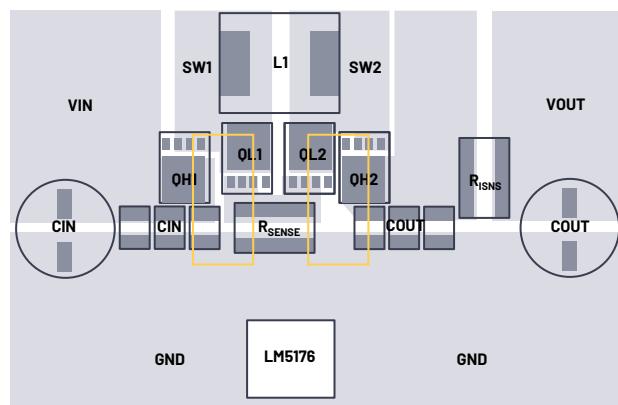 SW1
L1
SW2
VIN
VOUT
QL1
QL2
QH1
QH2
RISNS
CIN
CIN
RSENSE
COUT
COUT
GND
LM5176
GND